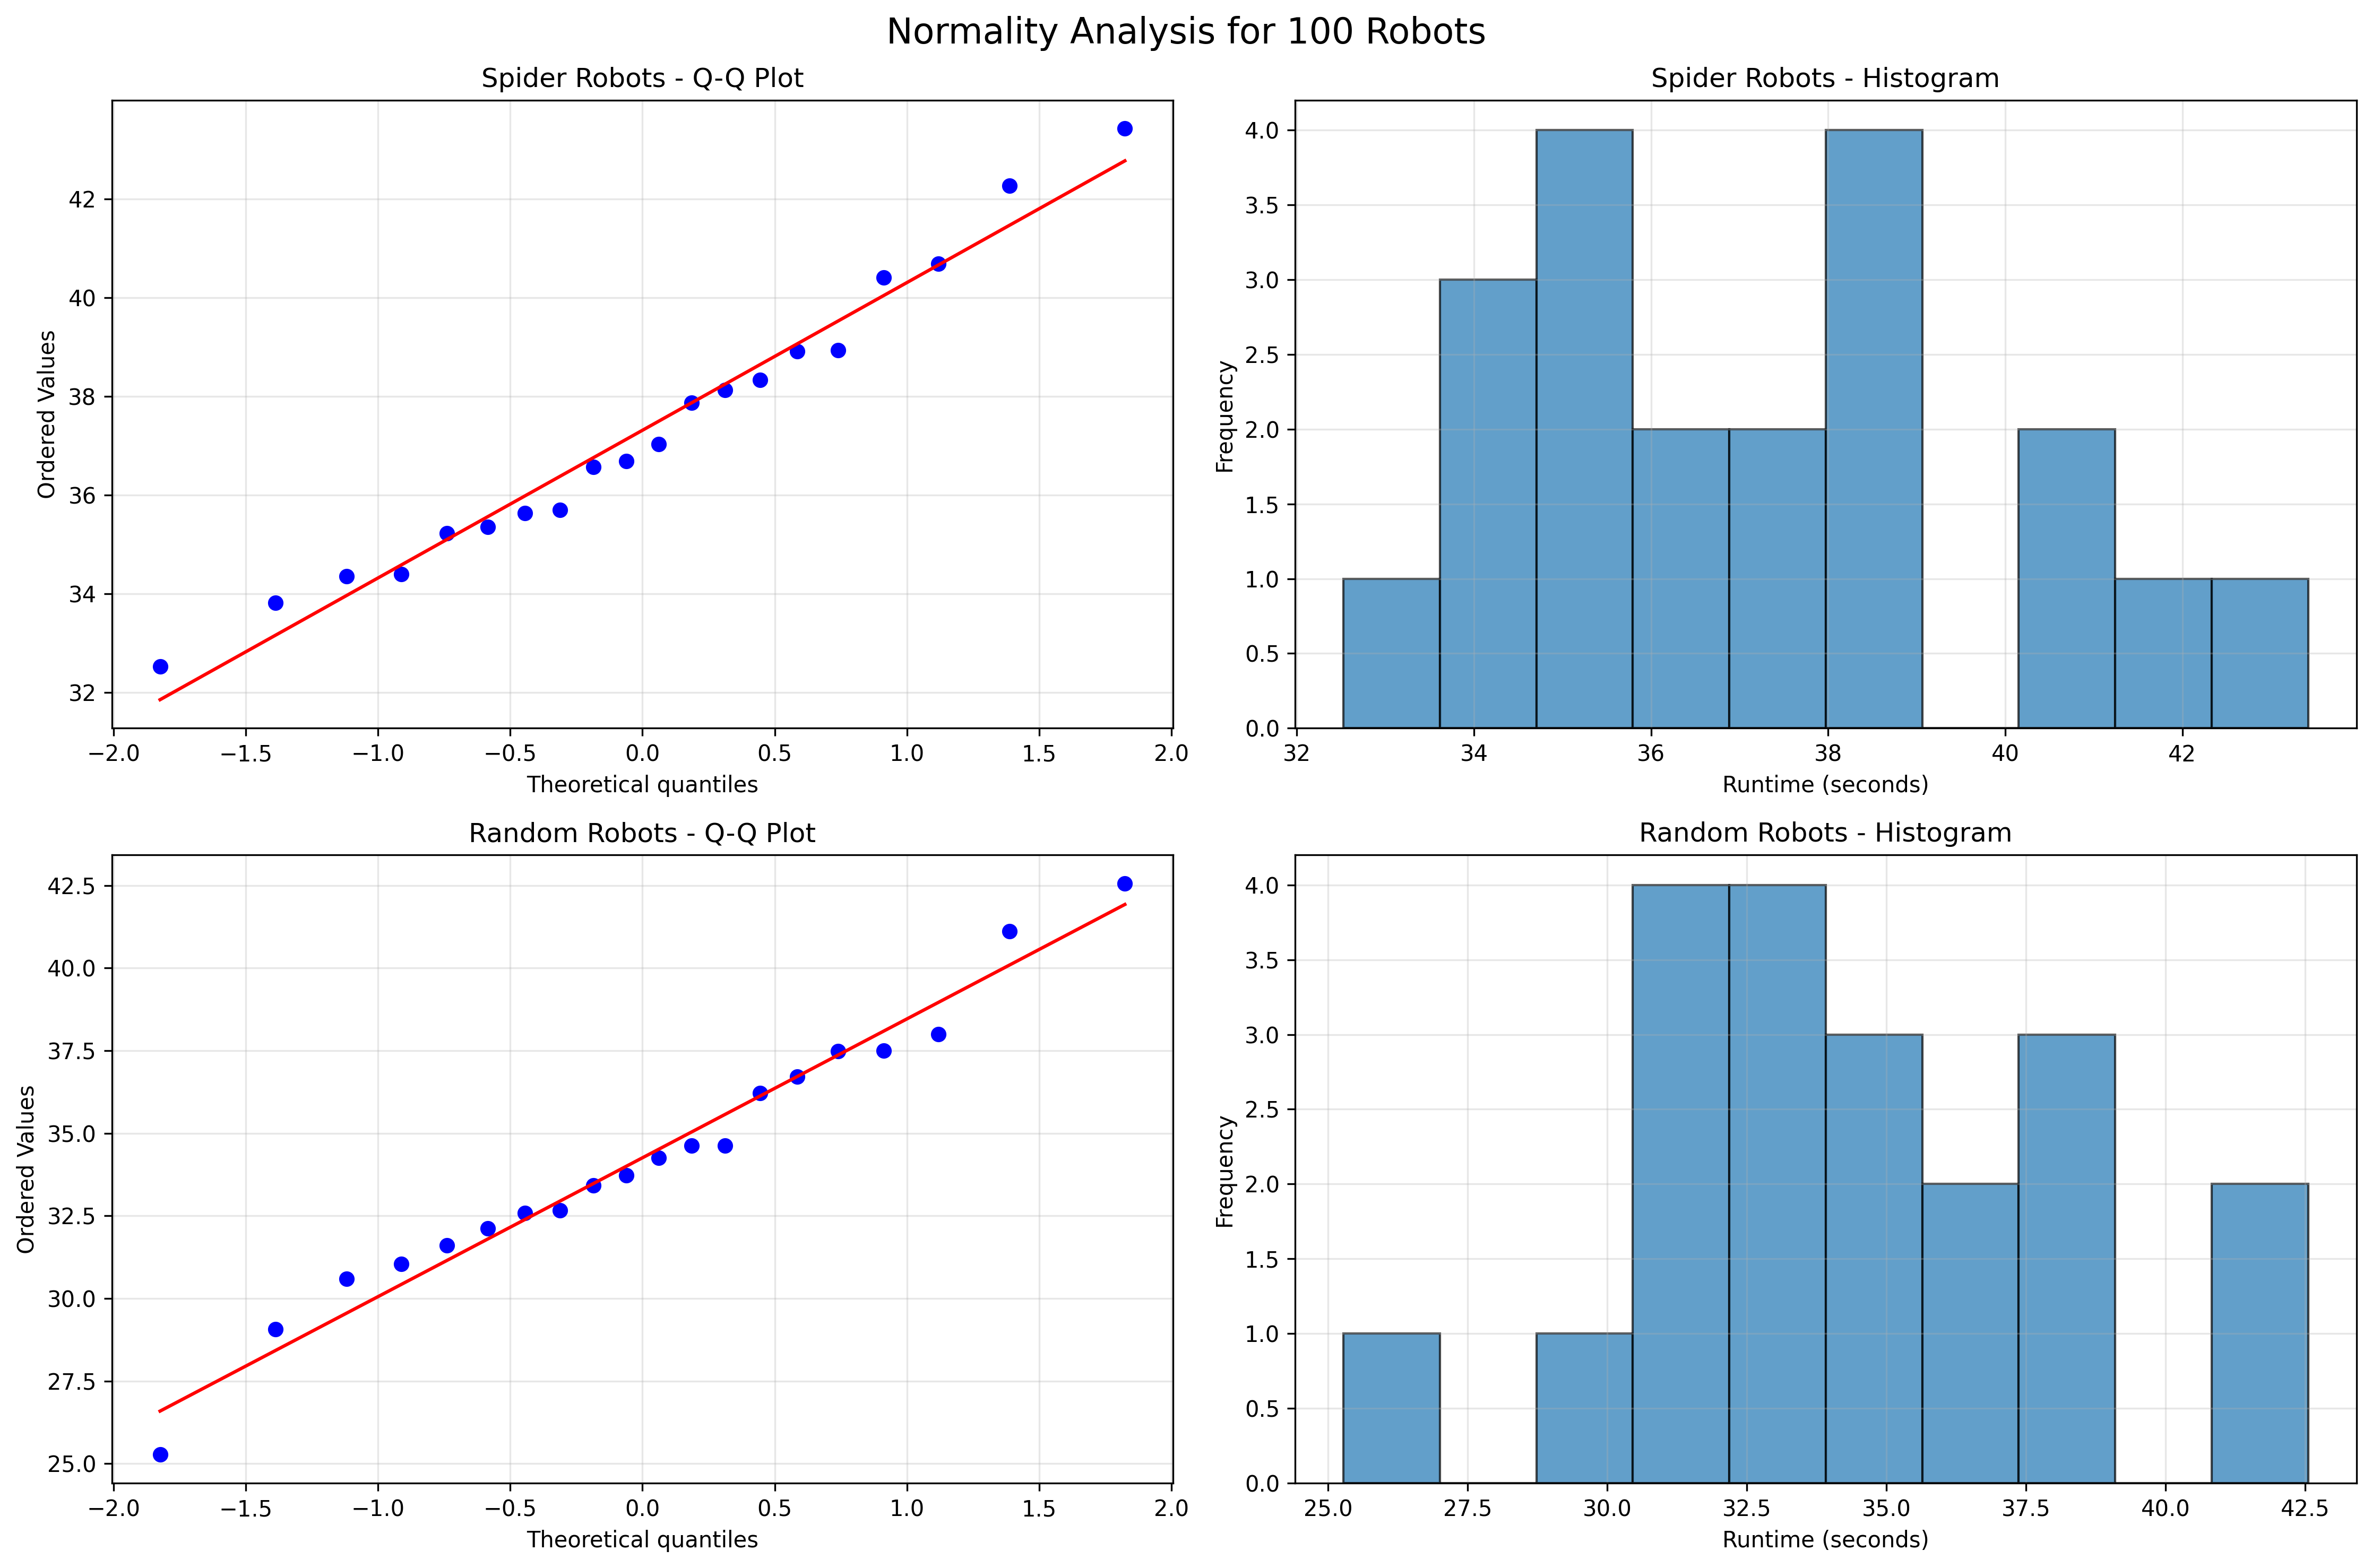 Normality Analysis for 100 Robots
Spider Robots - Q-Q Plot
Ordered Values
42
40
38
36
34
32
−2.0 −1.5 −1.0 −0.5 0.0 0.5 1.0 1.5 2.0
Theoretical quantiles
Spider Robots - Histogram
Frequency
4.0
3.5
3.0
2.5
2.0
1.5
1.0
0.5
0.0
32 34 36 38 40 42
Runtime (seconds)
Random Robots - Q-Q Plot
Ordered Values
42.5
40.0
37.5
35.0
32.5
30.0
27.5
25.0
−2.0 −1.5 −1.0 −0.5 0.0 0.5 1.0 1.5 2.0
Theoretical quantiles
Random Robots - Histogram
Frequency
4.0
3.5
3.0
2.5
2.0
1.5
1.0
0.5
0.0
25.0 27.5 30.0 32.5 35.0 37.5 40.0 42.5
Runtime (seconds)